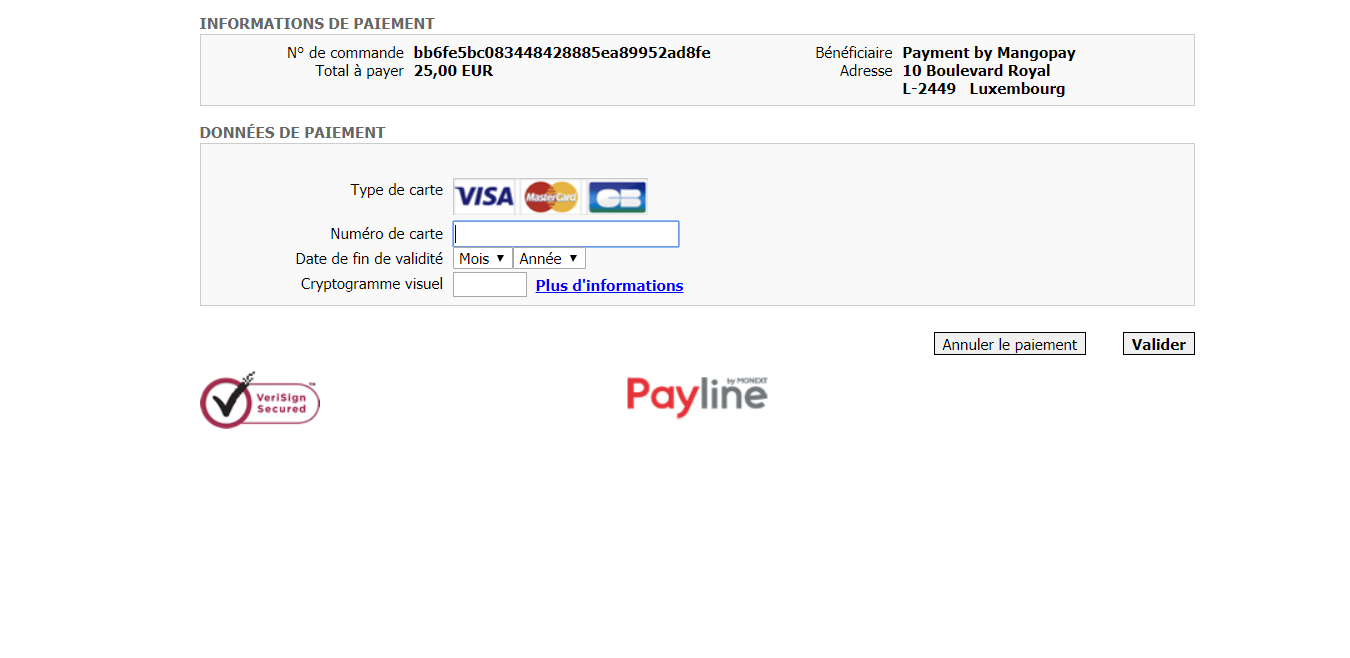 INFORMATIONS DE PAIEMENT
N° de commande bb6fe5bc083448428885ea89952ad8fe
Total à payer 25,00 EUR
Bénéficiaire Payment by Mangopay
Adresse 10 Boulevard Royal
L-2449 Luxembourg
DONNÉES DE PAIEMENT
Type de carte VISA MasterCard CB
Numéro de carte
Date de fin de validité Mois Année
Cryptogramme visuel Plus d'informations
Annuler le paiement Valider
VeriSign™
Secured
Payline by MONEXT